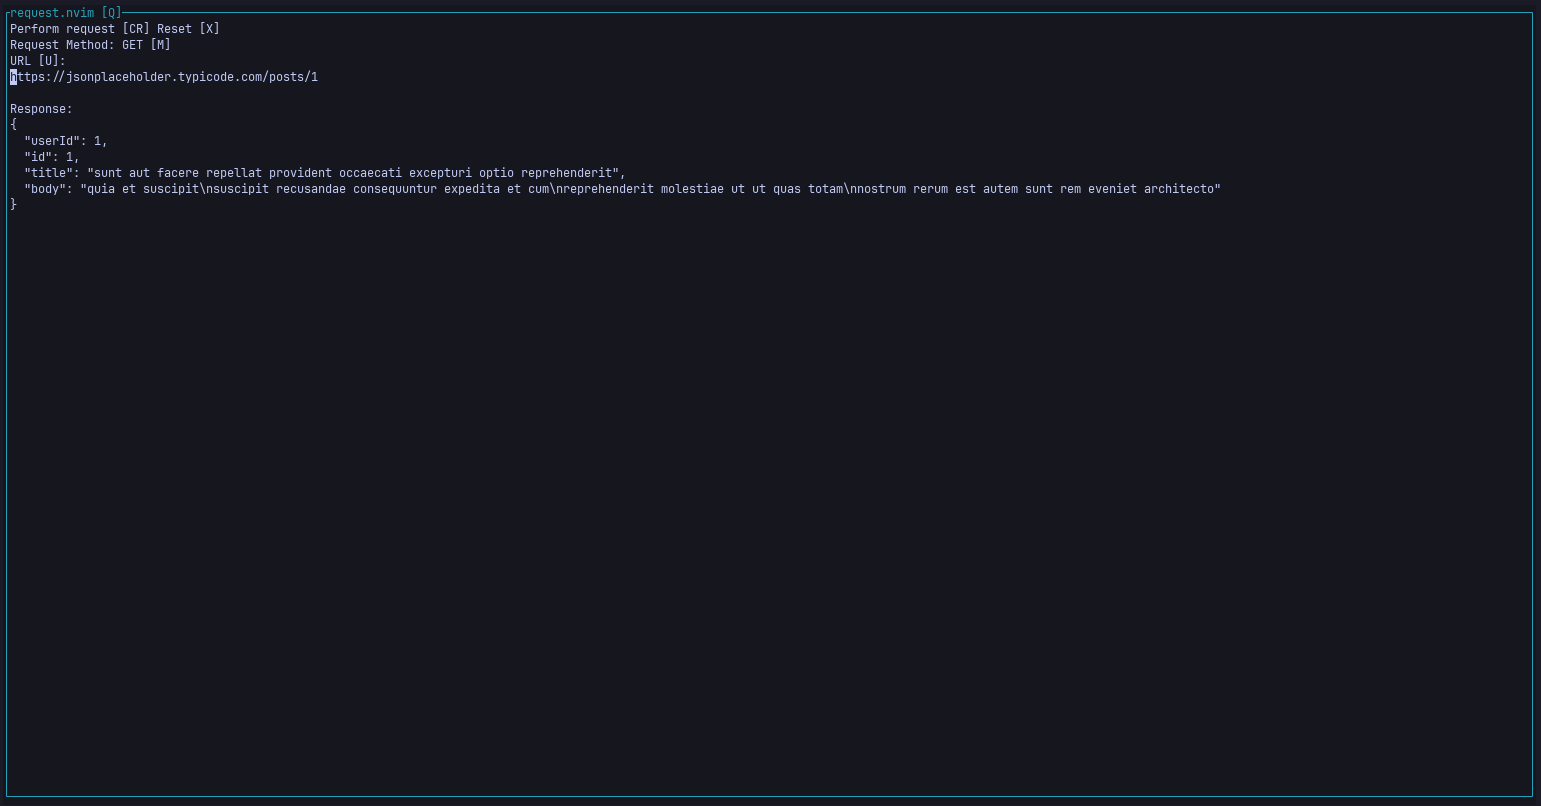 request.nvim [Q]
Perform request [CR] Reset [X]
Request Method: GET [M]
URL [U]:
https://jsonplaceholder.typicode.com/posts/1
Response:
{
  "userId": 1,
  "id": 1,
  "title": "sunt aut facere repellat provident occaecati excepturi optio reprehenderit",
  "body": "quia et suscipit\nsuscipit recusandae consequuntur expedita et cum\nreprehenderit molestiae ut ut quas totam\nnostrum rerum est autem sunt rem eveniet architecto"
}